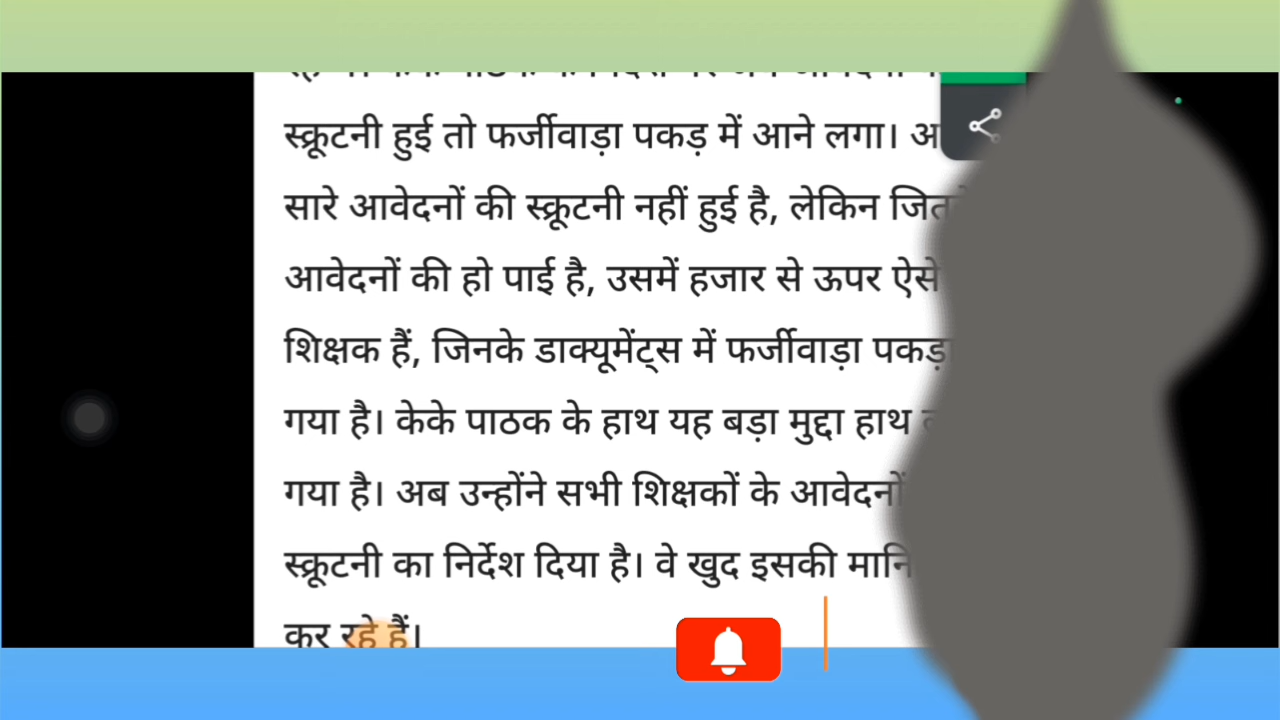 स्क्रूटनी हुई तो फर्जीवाड़ा पकड़ में आने लगा।
सारे आवेदनों की स्क्रूटनी नहीं हुई है, लेकिन
आवेदनों की हो पाई है, उसमें हजार से ऊपर ऐसे
शिक्षक हैं, जिनके डाक्यूमेंट्स में फर्जीवाड़ा पकड़ा
गया है। केके पाठक के हाथ यह बड़ा मुद्दा हाथ
गया है। अब उन्होंने सभी शिक्षकों के आवेदनों
स्क्रूटनी का निर्देश दिया है। वे खुद इसकी
कर रहे हैं।